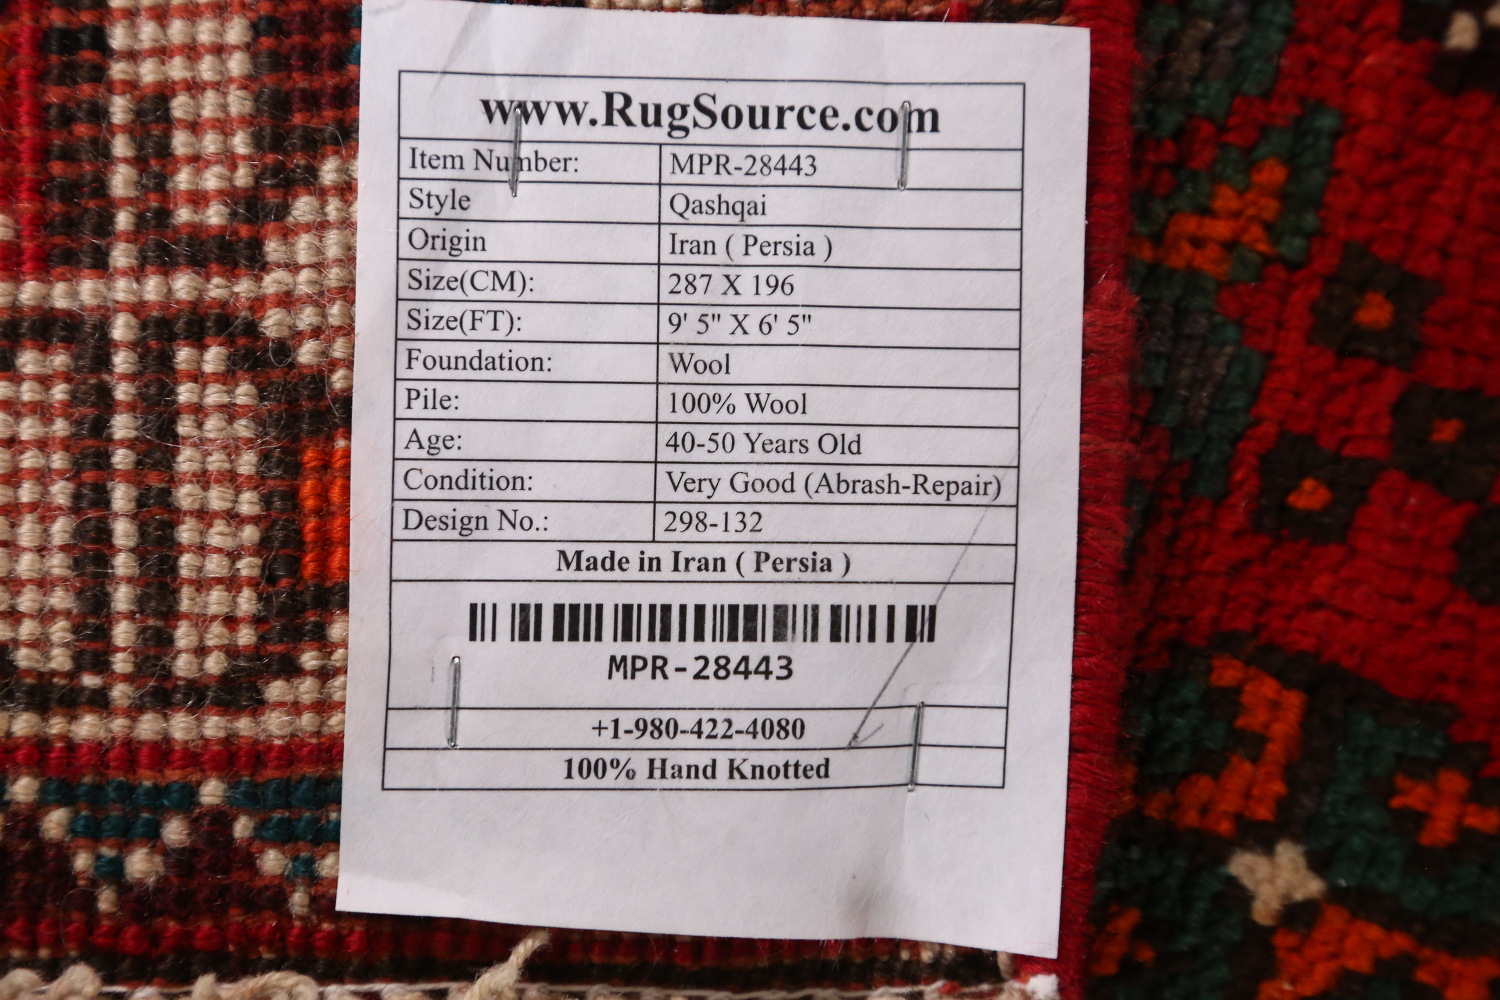 www.RugSource.com
Item Number: MPR-28443
Style Qashqai
Origin Iran ( Persia )
Size(CM): 287 X 196
Size(FT): 9' 5" X 6' 5"
Foundation: Wool
Pile: 100% Wool
Age: 40-50 Years Old
Condition: Very Good (Abrash-Repair)
Design No.: 298-132
Made in Iran ( Persia )
MPR-28443
+1-980-422-4080
100% Hand Knotted